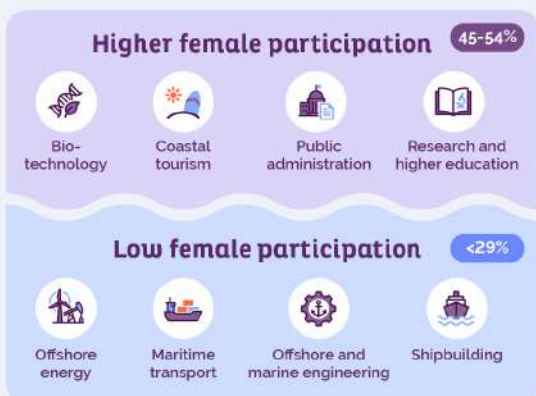 Higher female participation
45-54%
Bio-
technology
Coastal
tourism
Public
administration
Research and
higher education
Low female participation
<29%
Offshore
energy
Maritime
transport
Offshore and
marine engineering
Shipbuilding